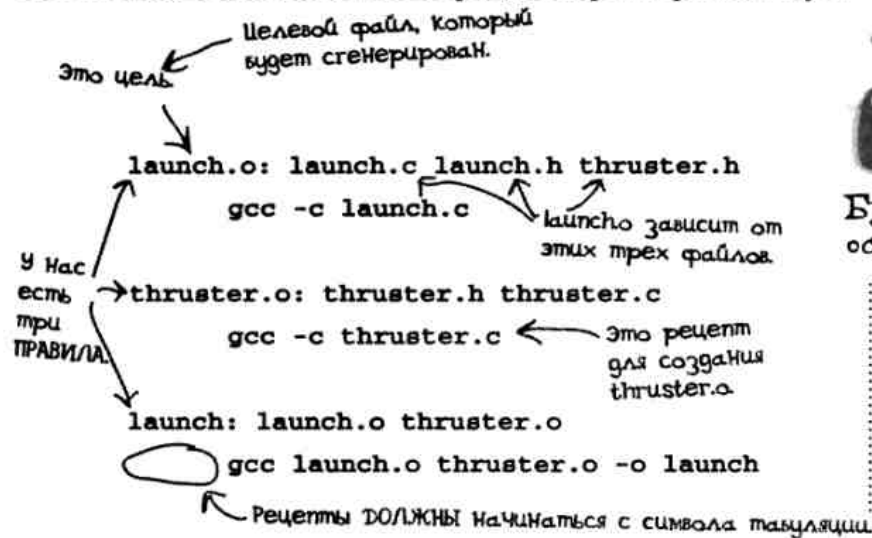 Целевой файл, который
будет сгенерирован.
Это цель.
launch.o: launch.c launch.h thruster.h
gcc -c launch.c
launch.o зависит от
этих трех файлов.
У нас
есть
три
ПРАВИЛА.
thruster.o: thruster.h thruster.c
gcc -c thruster.c
Это рецепт
для создания
thruster.o.
launch: launch.o thruster.o
gcc launch.o thruster.o -o launch
Рецепты ДОЛЖНЫ начинаться с символа табуляции